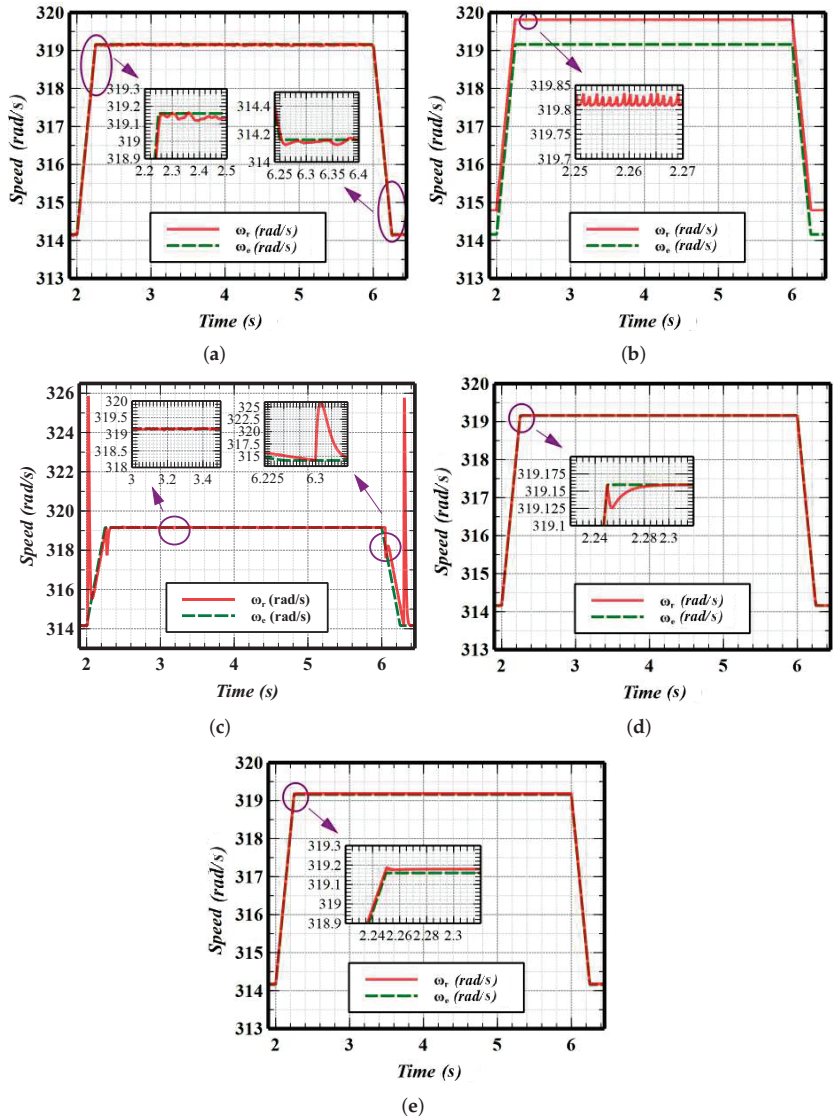 320
319
318
317
316
315
314
313
Speed (rad/s)
319.3
319.2
319.1
319
318.9
2.2 2.3 2.4 2.5
314.4
314.2
314
6.25 6.3 6.35 6.4
ωr (rad/s)
ωe (rad/s)
2 3 4 5 6
Time (s)
(a)
320
319
318
317
316
315
314
313
Speed (rad/s)
319.85
319.8
319.75
319.7
2.25 2.26 2.27
ωr (rad/s)
ωe (rad/s)
2 3 4 5 6
Time (s)
(b)
326
324
322
320
318
316
314
Speed (rad/s)
320
319.5
319
318.5
318
3 3.2 3.4
325
322.5
320
317.5
315
6.225 6.3
ωr (rad/s)
ωe (rad/s)
2 3 4 5 6
Time (s)
(c)
320
319
318
317
316
315
314
313
Speed (rad/s)
319.175
319.15
319.125
319.1
2.24 2.28 2.3
ωr (rad/s)
ωe (rad/s)
2 3 4 5 6
Time (s)
(d)
320
319
318
317
316
315
314
313
Speed (rad/s)
319.3
319.2
319.1
319
318.9
2.24 2.26 2.28 2.3
ωr (rad/s)
ωe (rad/s)
2 3 4 5 6
Time (s)
(e)